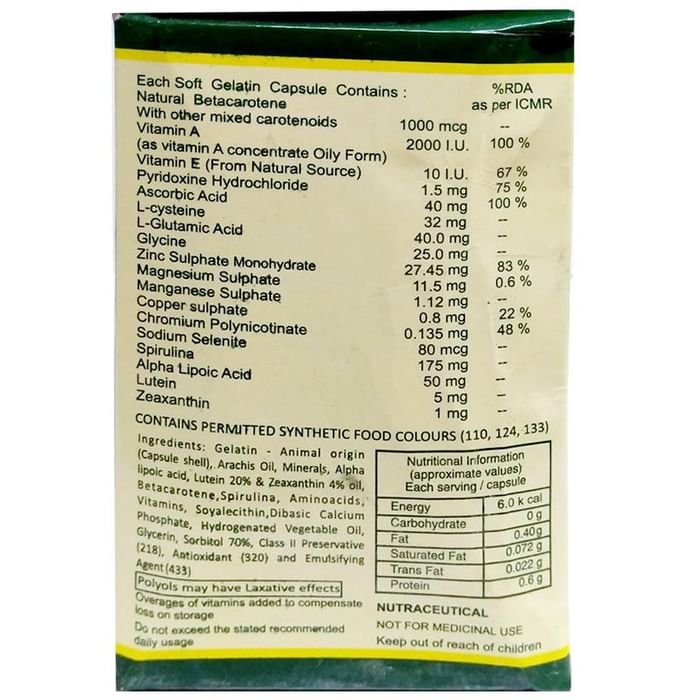 Each Soft Gelatin Capsule Contains : %RDA
as per ICMR
Natural Betacarotene
With other mixed carotenoids 1000 mcg --
Vitamin A
(as vitamin A concentrate Oily Form) 2000 I.U. 100 %
Vitamin E (From Natural Source) 10 I.U. 67 %
Pyridoxine Hydrochloride 1.5 mg 75 %
Ascorbic Acid 40 mg 100 %
L-cysteine 32 mg --
L-Glutamic Acid 40.0 mg --
Glycine 25.0 mg --
Zinc Sulphate Monohydrate 27.45 mg 83 %
Magnesium Sulphate 11.5 mg 0.6 %
Manganese Sulphate 1.12 mg --
Copper sulphate 0.8 mg 22 %
Chromium Polynicotinate 0.135 mg 48 %
Sodium Selenite 80 mcg --
Spirulina 175 mg --
Alpha Lipoic Acid 50 mg --
Lutein 5 mg --
Zeaxanthin 1 mg --
CONTAINS PERMITTED SYNTHETIC FOOD COLOURS (110, 124, 133)
Ingredients: Gelatin - Animal origin
(Capsule shell), Arachis Oil, Minerals, Alpha
lipoic acid, Lutein 20% & Zeaxanthin 4% oil,
Betacarotene,Spirulina, Aminoacids,
Vitamins, Soyalecithin,Dibasic Calcium
Phosphate, Hydrogenated Vegetable Oil,
Glycerin, Sorbitol 70%, Class II Preservative
(218), Antioxidant (320) and Emulsifying
Agent (433)
Polyols may have Laxative effects
Overages of vitamins added to compensate
loss on storage
Do not exceed the stated recommended
daily usage
Nutritional Information
(approximate values)
Each serving / capsule
Energy 6.0 k cal
Carbohydrate 0 g
Fat 0.40g
Saturated Fat 0.072 g
Trans Fat 0.022 g
Protein 0.6 g
NUTRACEUTICAL
NOT FOR MEDICINAL USE
Keep out of reach of children